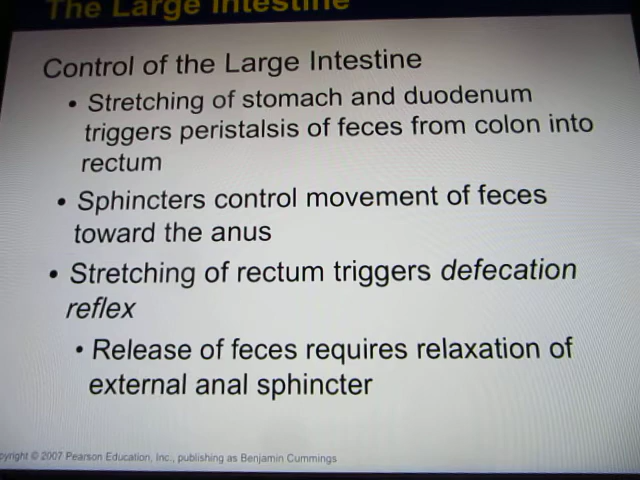 The Large Intestine
Control of the Large Intestine
• Stretching of stomach and duodenum
triggers peristalsis of feces from colon into
rectum
• Sphincters control movement of feces
toward the anus
• Stretching of rectum triggers defecation
reflex
• Release of feces requires relaxation of
external anal sphincter
pyright © 2007 Pearson Education, Inc., publishing as Benjamin Cummings